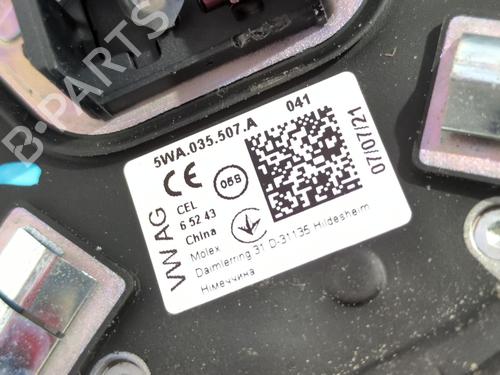 B-PARTS
5WA.035.507.A 041
VW AG
CE
CEL
6 52 43
China
05B
Molex
Daimlerring 31 D-31135 Hildesheim
Німеччина
07/07/21